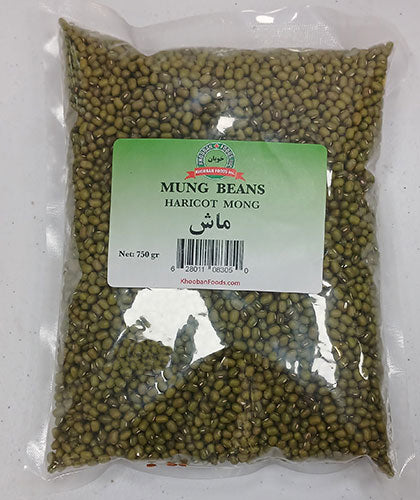 خوبان
KHOOBAN FOODS INC.
MUNG BEANS
HARICOT MONG
ماش
Net: 750 gr
6 28011 08305 0
KhoobanFoods.com